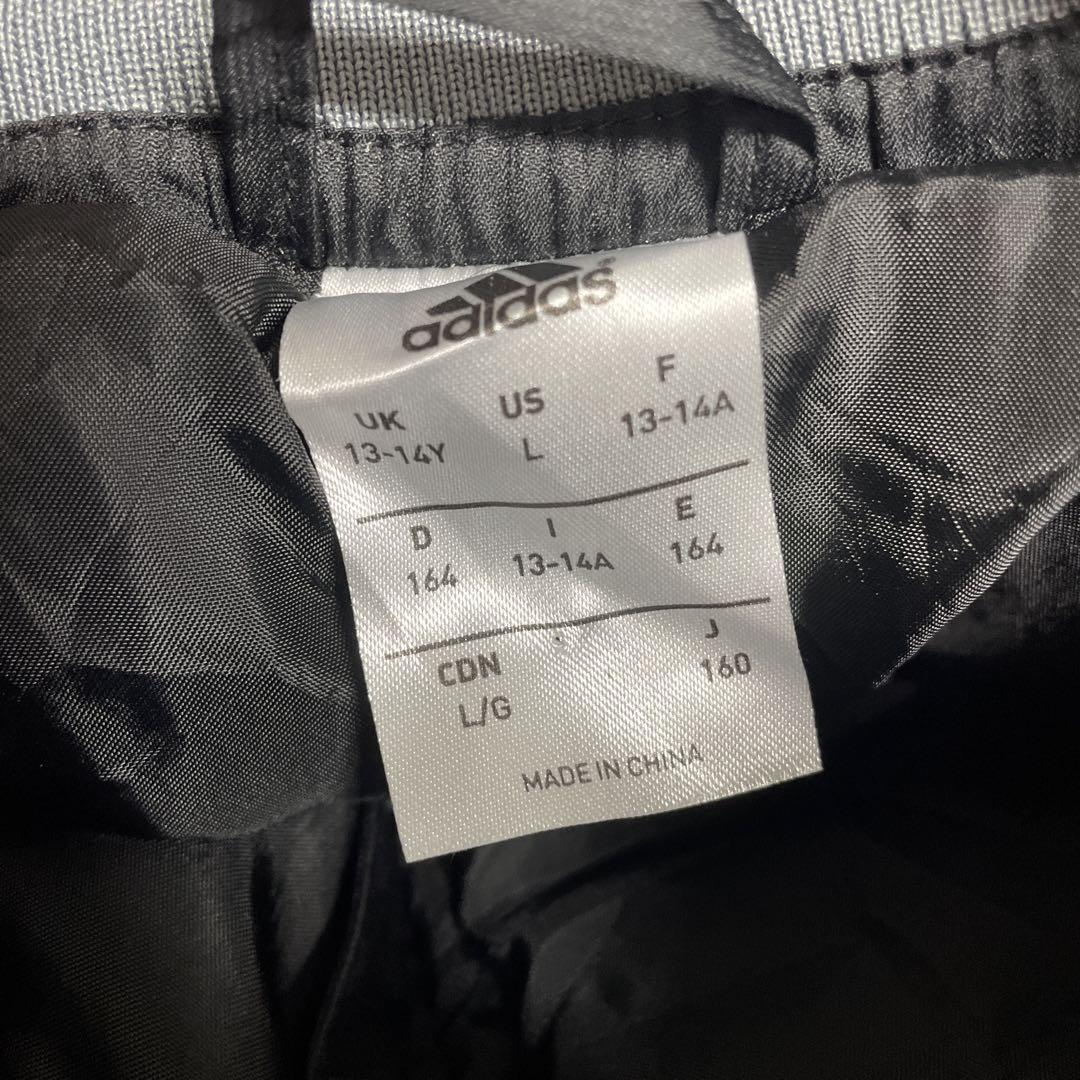 adidas
UK US F
13-14Y L 13-14A
D I E
164 13-14A 164
CDN J
L/G 160
MADE IN CHINA